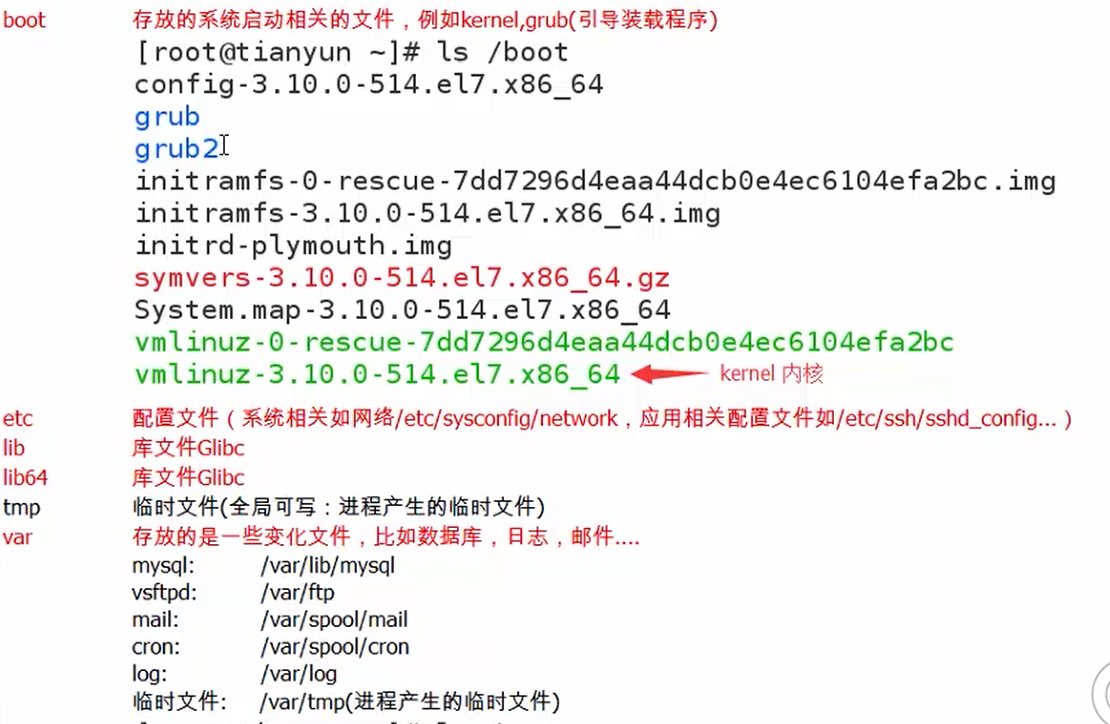 boot 存放的系统启动相关的文件，例如kernel,grub(引导装载程序)
[root@tianyun ~]# ls /boot
config-3.10.0-514.el7.x86_64
grub
grub2
initramfs-0-rescue-7dd7296d4eaa44dcb0e4ec6104efa2bc.img
initramfs-3.10.0-514.el7.x86_64.img
initrd-plymouth.img
symvers-3.10.0-514.el7.x86_64.gz
System.map-3.10.0-514.el7.x86_64
vmlinuz-0-rescue-7dd7296d4eaa44dcb0e4ec6104efa2bc
vmlinuz-3.10.0-514.el7.x86_64 kernel 内核
etc 配置文件（系统相关如网络/etc/sysconfig/network，应用相关配置文件如/etc/ssh/sshd_config...）
lib 库文件Glibc
lib64 库文件Glibc
tmp 临时文件(全局可写：进程产生的临时文件)
var 存放的是一些变化文件，比如数据库，日志，邮件....
mysql: /var/lib/mysql
vsftpd: /var/ftp
mail: /var/spool/mail
cron: /var/spool/cron
log: /var/log
临时文件: /var/tmp(进程产生的临时文件)